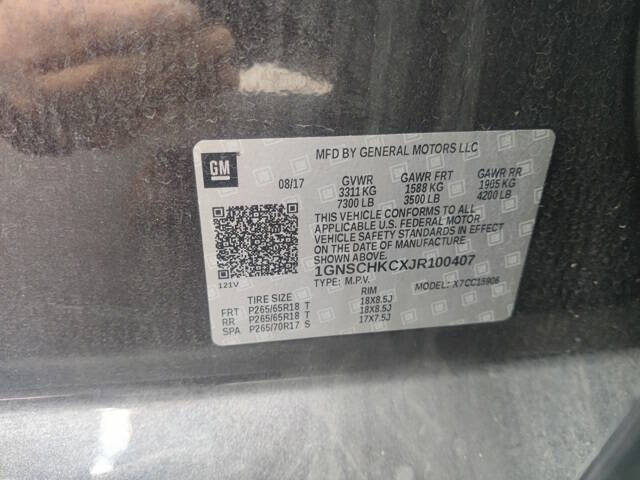 MFD BY GENERAL MOTORS LLC
GM
08/17 GVWR GAWR FRT GAWR RR
3311 KG 1588 KG 1905 KG
7300 LB 3500 LB 4200 LB
THIS VEHICLE CONFORMS TO ALL
APPLICABLE U.S. FEDERAL MOTOR
VEHICLE SAFETY STANDARDS IN EFFECT
ON THE DATE OF MANUFACTURE
SHOWN ABOVE.
1GNSCHKCXJR100407
121V TYPE: M.P.V. MODEL: X7CC15906
TIRE SIZE RIM
FRT P265/65R18 T 18X8.5J
RR P265/65R18 T 18X8.5J
SPA P265/70R17 S 17X7.5J